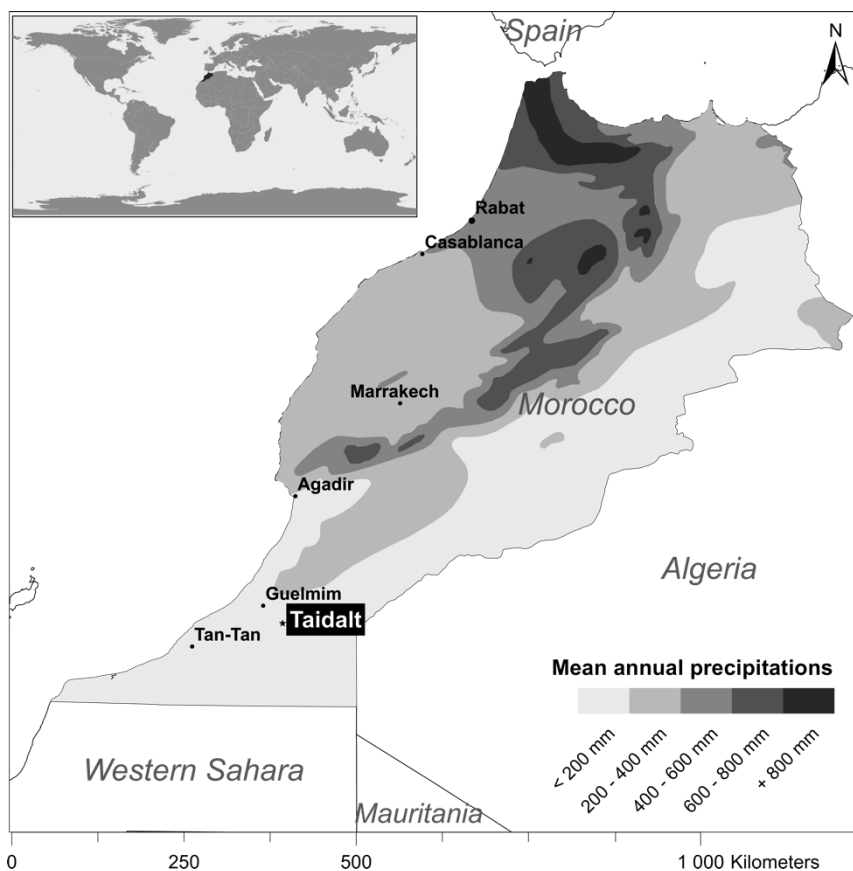 Spain
N
Rabat
Casablanca
Marrakech
Morocco
Agadir
Algeria
Guelmim
Taidalt
Tan-Tan
Mean annual precipitations
< 200 mm
200 - 400 mm
400 - 600 mm
600 - 800 mm
+ 800 mm
Western Sahara
Mauritania
0 250 500 1 000 Kilometers